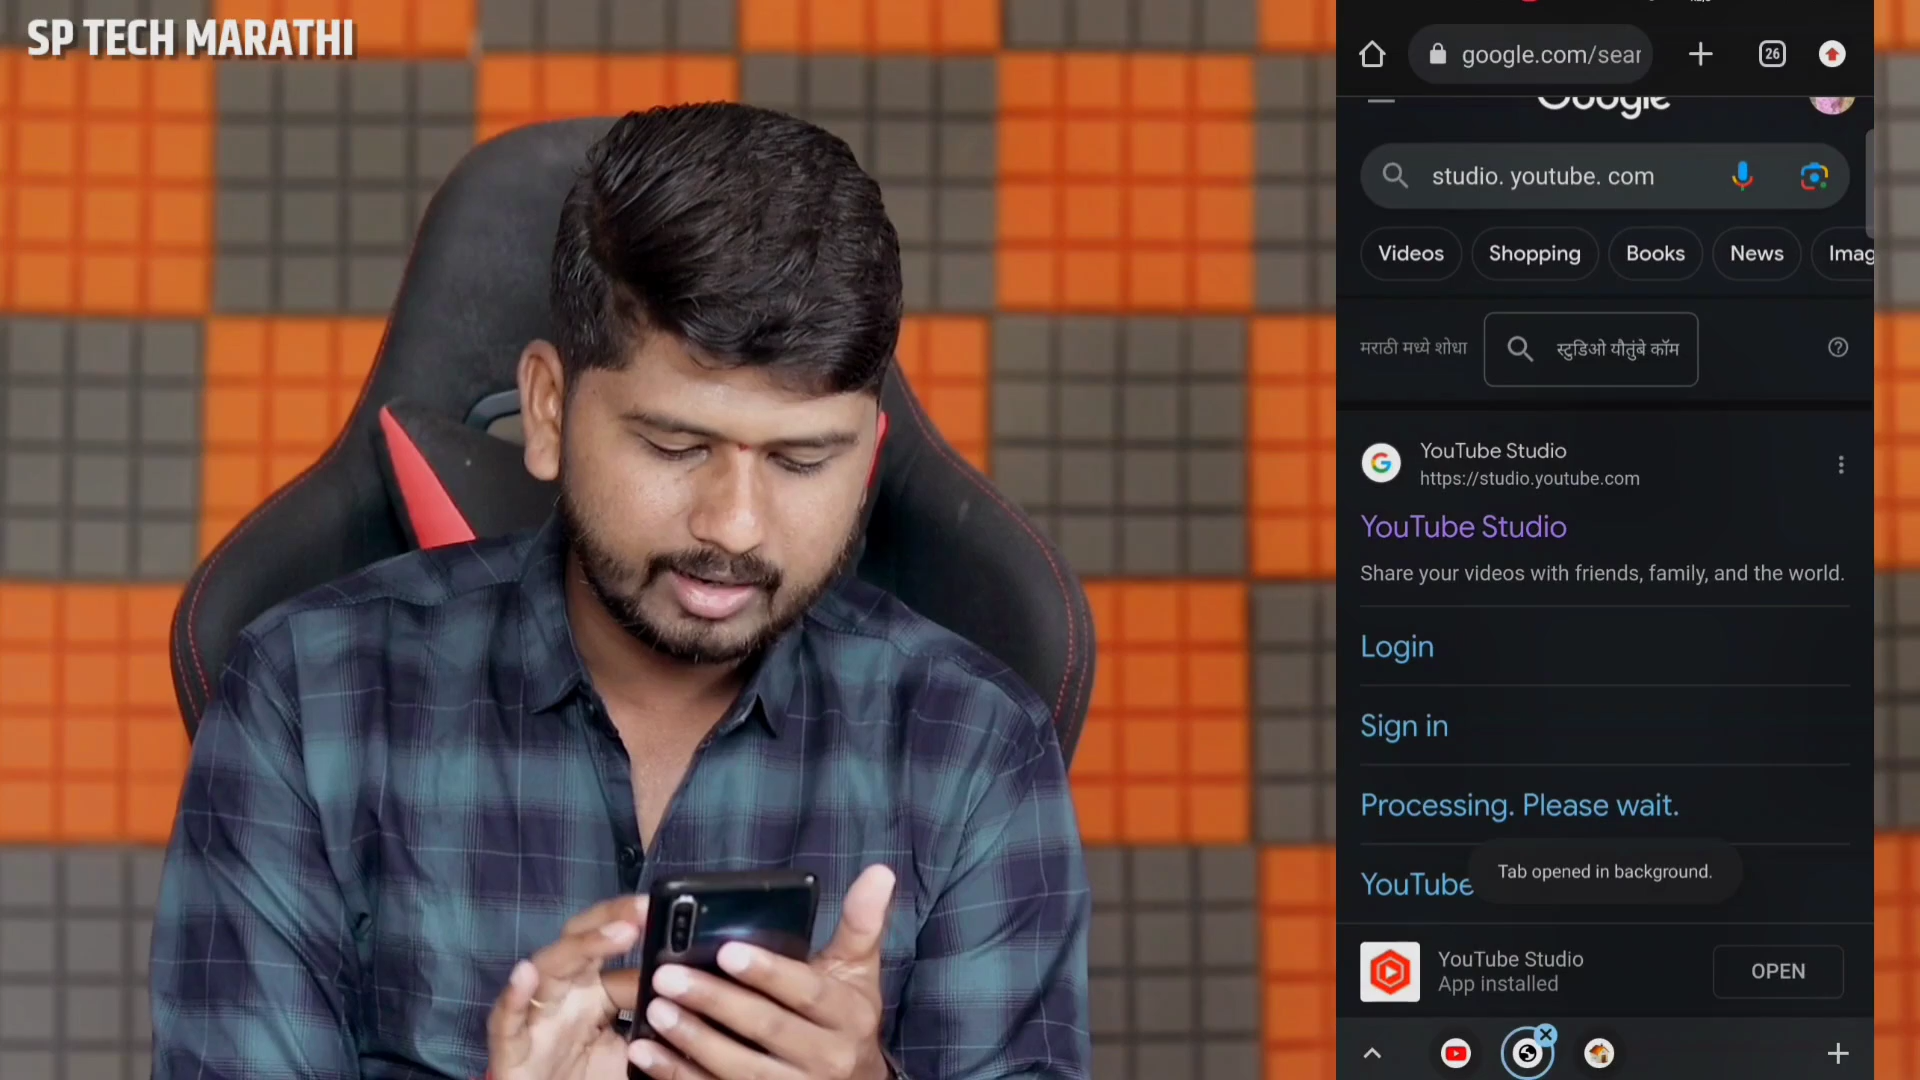 SP TECH MARATHI
google.com/sear
26
Google
studio. youtube. com
Videos
Shopping
Books
News
Imag
मराठी मध्ये शोधा
स्टुडिओ यौतुंबे कॉम
YouTube Studio
https://studio.youtube.com
YouTube Studio
Share your videos with friends, family, and the world.
Login
Sign in
Processing. Please wait.
YouTube
Tab opened in background.
YouTube Studio
App installed
OPEN